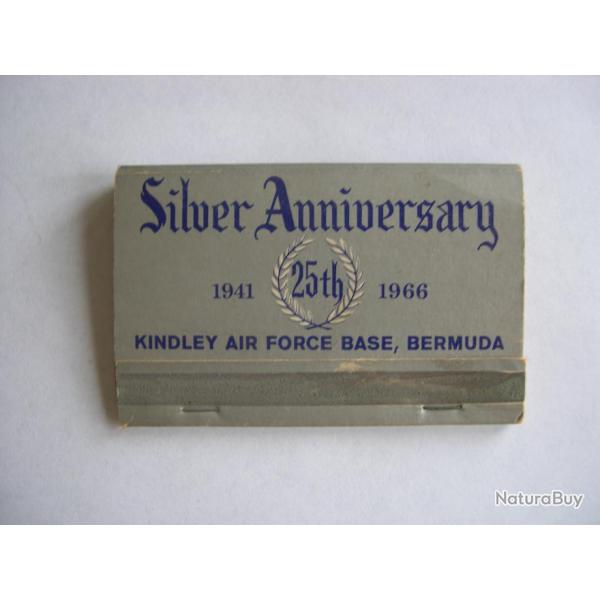 Silver Anniversary
1941 25th 1966
KINDLEY AIR FORCE BASE, BERMUDA
NaturaBuy